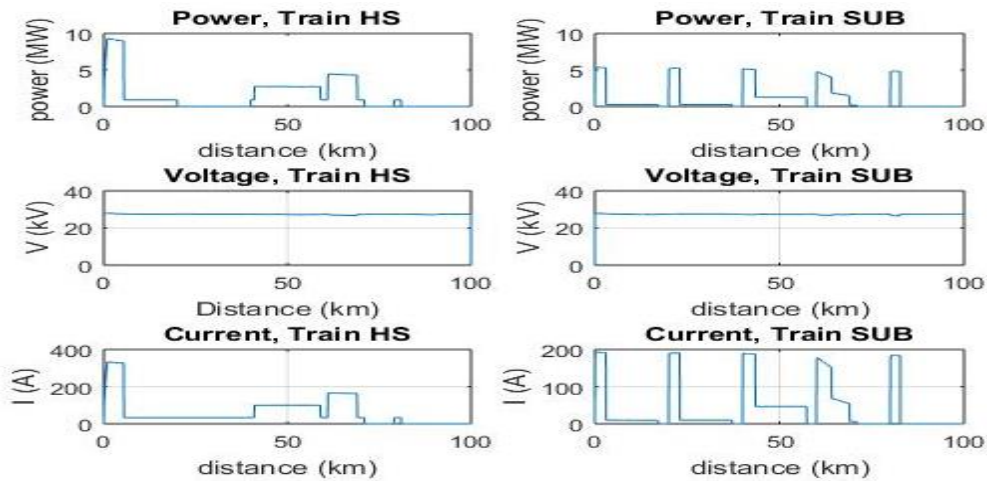 Power, Train HS
power (MW)
10
5
0
0
50
100
distance (km)
Power, Train SUB
power (MW)
10
5
0
0
50
100
distance (km)
Voltage, Train HS
V (kV)
40
20
0
0
50
100
Distance (km)
Voltage, Train SUB
V (kV)
40
20
0
0
50
100
distance (km)
Current, Train HS
I (A)
400
200
0
0
50
100
distance (km)
Current, Train SUB
I (A)
200
100
0
0
50
100
distance (km)